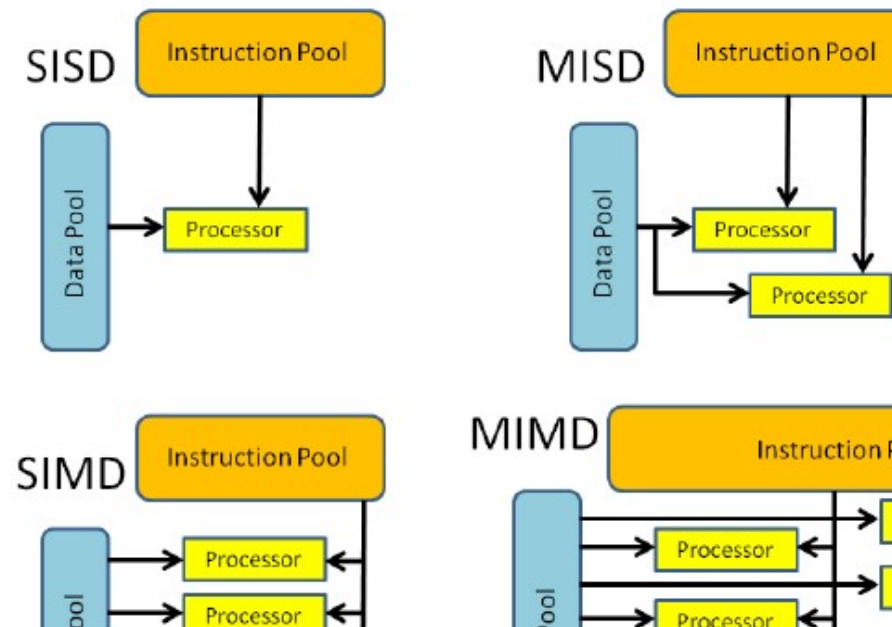 SISD
Instruction Pool
Data Pool
Processor
MISD
Instruction Pool
Data Pool
Processor
Processor
SIMD
Instruction Pool
Processor
Processor
MIMD
Instruction
Processor
Processor